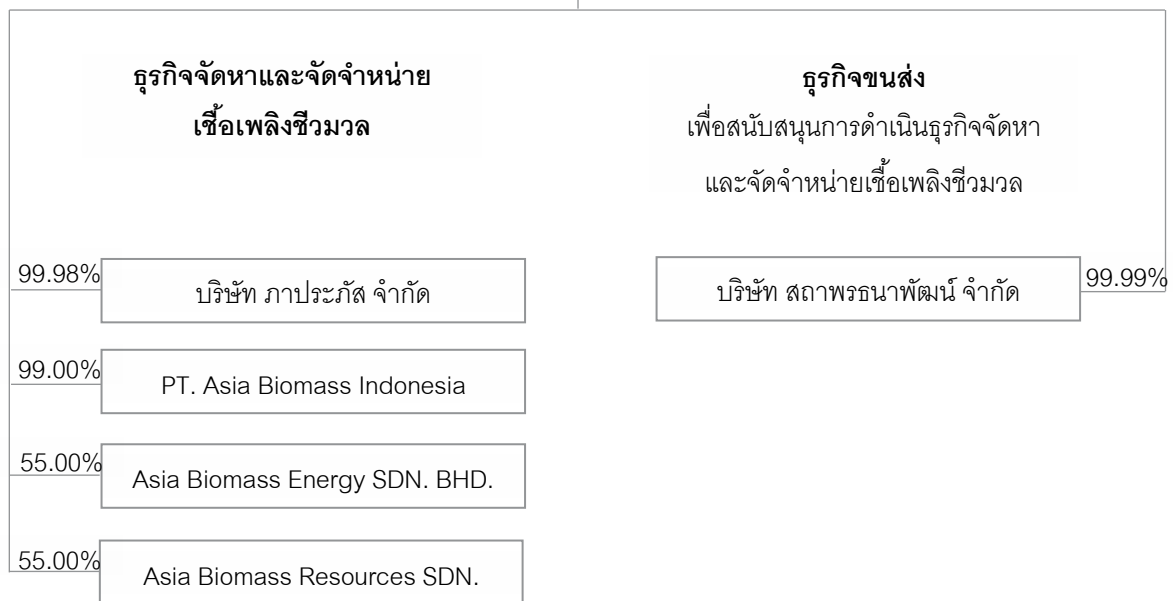 ธุรกิจจัดหาและจัดจำหน่าย
เชื้อเพลิงชีวมวล
99.98%
บริษัท ภาประภัส จำกัด
99.00%
PT. Asia Biomass Indonesia
55.00%
Asia Biomass Energy SDN. BHD.
55.00%
Asia Biomass Resources SDN.
ธุรกิจขนส่ง
เพื่อสนับสนุนการดำเนินธุรกิจจัดหา
และจัดจำหน่ายเชื้อเพลิงชีวมวล
บริษัท สถาพรธนาพัฒน์ จำกัด
99.99%